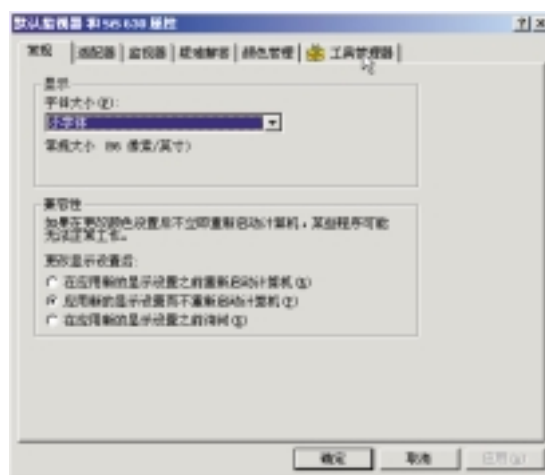 默认监视器 和 SiS 630 属性
常规 适配器 监视器 疑难解答 颜色管理 工具管理器
显示
字体大小(F):
小字体
常规大小 (96 像素/英寸)
兼容性
如果在更改颜色设置后不立即重新启动计算机，某些程序可能
无法正常工作。
更改显示设置后:
在应用新的显示设置之前重新启动计算机(R)
应用新的显示设置而不重新启动计算机(P)
在应用新的显示设置之前询问(Q)
确定 取消 应用(A)